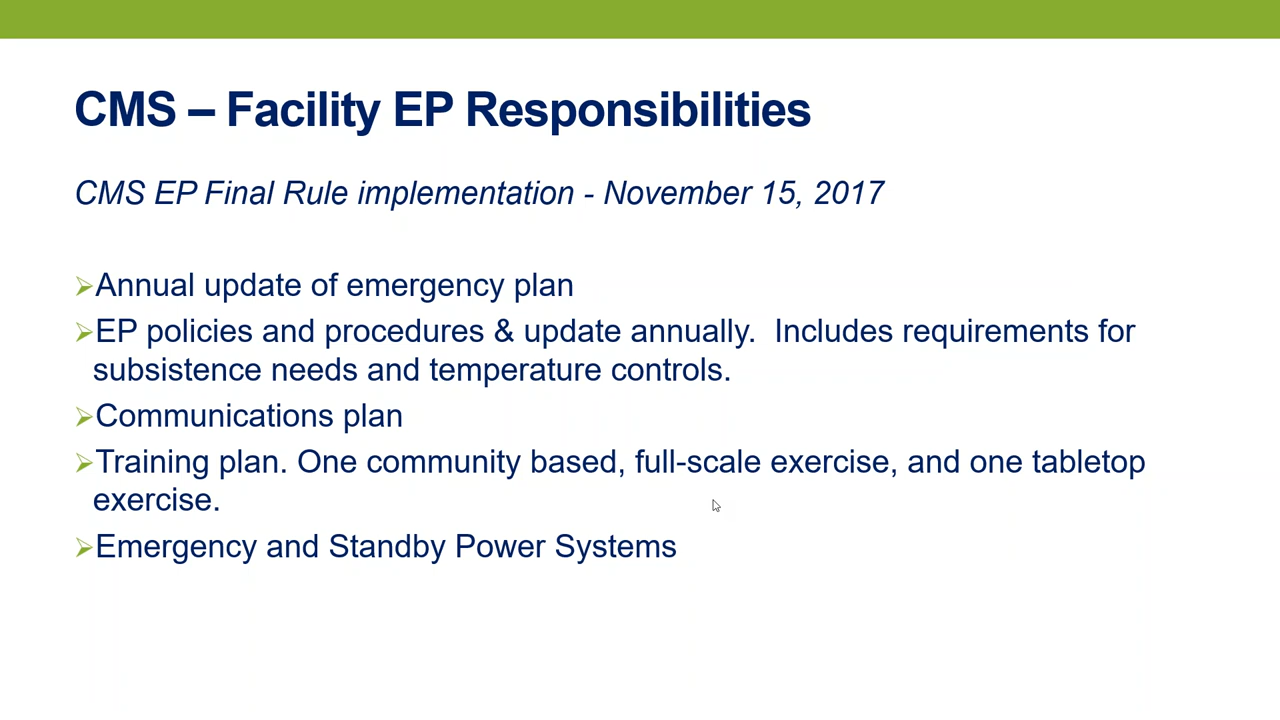 CMS – Facility EP Responsibilities
CMS EP Final Rule implementation - November 15, 2017
➢Annual update of emergency plan
➢EP policies and procedures & update annually.  Includes requirements for
subsistence needs and temperature controls.
➢Communications plan
➢Training plan. One community based, full-scale exercise, and one tabletop
exercise.
➢Emergency and Standby Power Systems